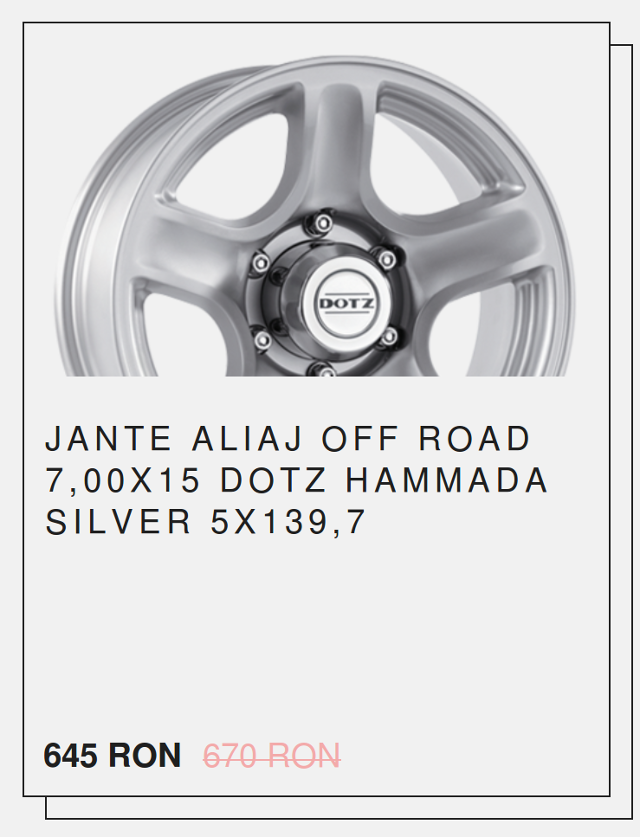 DOTZ
JANTE ALIAJ OFF ROAD
7,00X15 DOTZ HAMMADA
SILVER 5X139,7
645 RON 670 RON